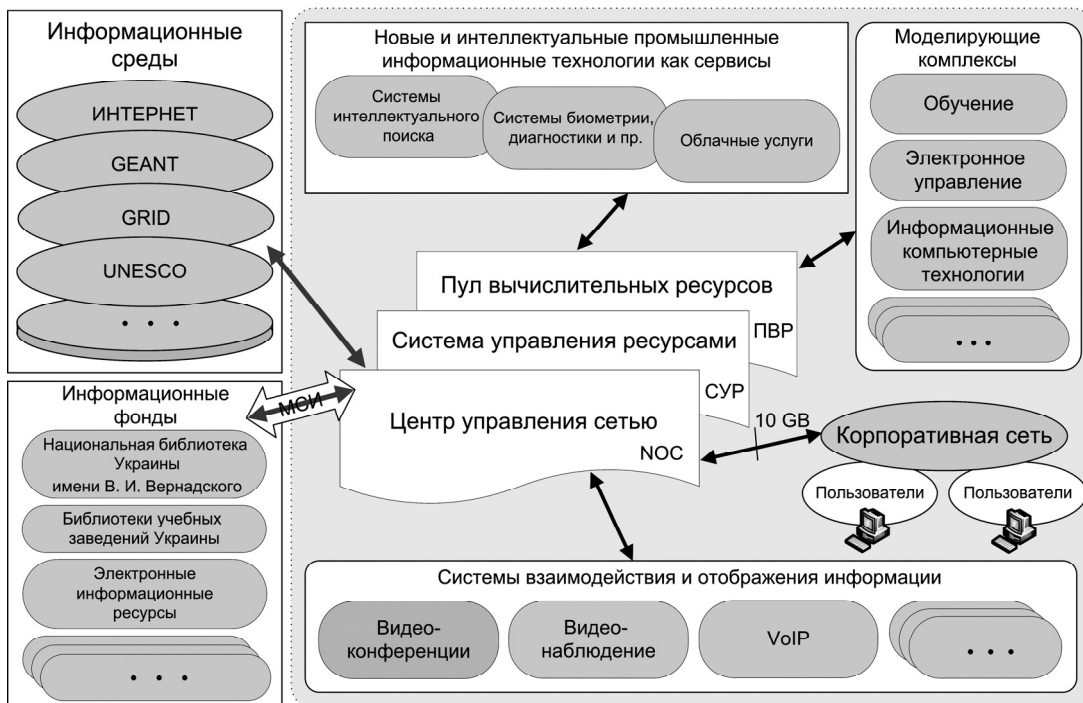 Информационные
среды
ИНТЕРНЕТ
GEANT
GRID
UNESCO
. . .
Информационные
фонды
Национальная библиотека
Украины
имени В. И. Вернадского
Библиотеки учебных
заведений Украины
Электронные
информационные
ресурсы
. . .
Новые и интеллектуальные промышленные
информационные технологии как сервисы
Системы
интеллектуального
поиска
Системы биометрии,
диагностики и пр.
Облачные услуги
Моделирующие
комплексы
Обучение
Электронное
управление
Информационные
компьютерные
технологии
. . .
Пул вычислительных ресурсов
ПВР
Система управления ресурсами
СУР
Центр управления сетью
NOC
МОИ
10 GB
Корпоративная сеть
Пользователи
Пользователи
Системы взаимодействия и отображения информации
Видео-
конференции
Видео-
наблюдение
VoIP
. . .